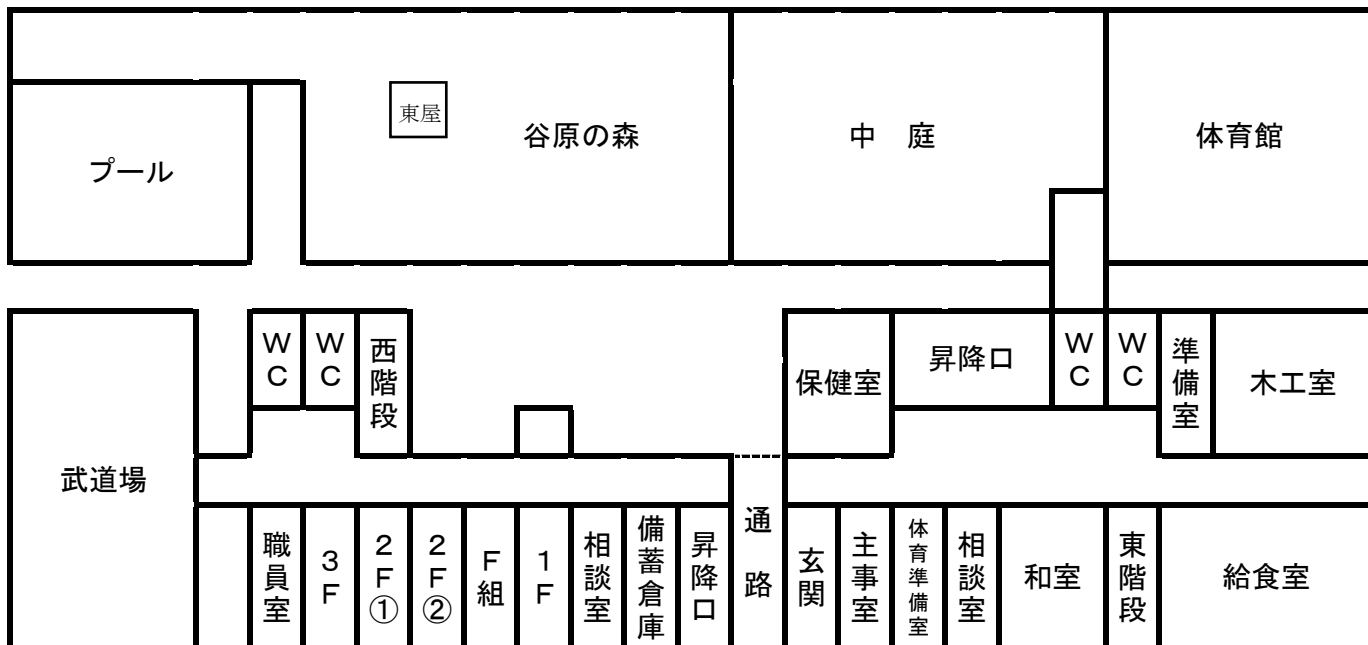 東屋
谷原の森
中　庭
体育館
プール
ＷＣ
ＷＣ
西階段
保健室
昇降口
ＷＣ
ＷＣ
準備室
木工室
武道場
職員室
３Ｆ
２Ｆ①
２Ｆ②
Ｆ組
１Ｆ
相談室
備蓄倉庫
昇降口
通路
玄関
主事室
体育準備室
相談室
和室
東階段
給食室